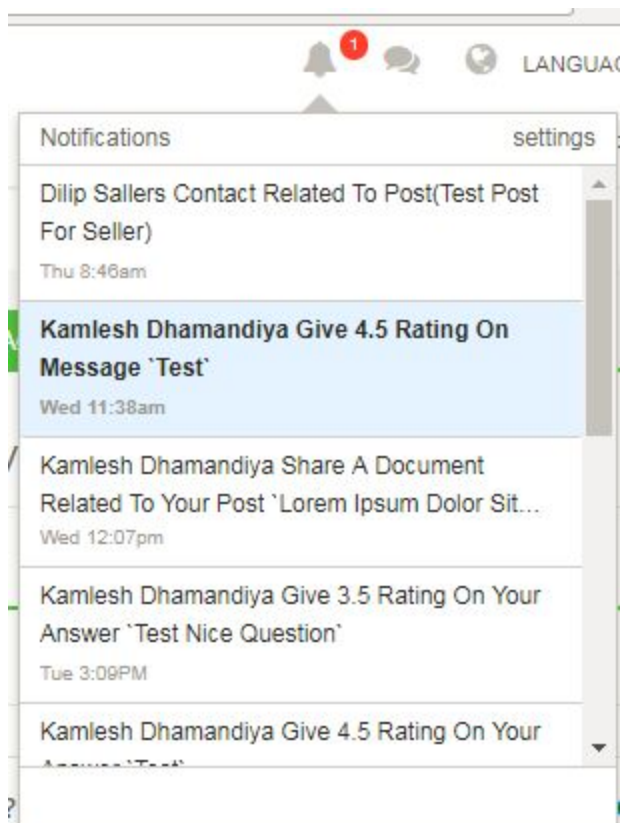 1
LANGUAG
Notifications settings
Dilip Sallers Contact Related To Post(Test Post
For Seller)
Thu 8:46am
Kamlesh Dhamandiya Give 4.5 Rating On
Message `Test`
Wed 11:38am
Kamlesh Dhamandiya Share A Document
Related To Your Post `Lorem Ipsum Dolor Sit...
Wed 12:07pm
Kamlesh Dhamandiya Give 3.5 Rating On Your
Answer `Test Nice Question`
Tue 3:09PM
Kamlesh Dhamandiya Give 4.5 Rating On Your
Answer `Test`
?